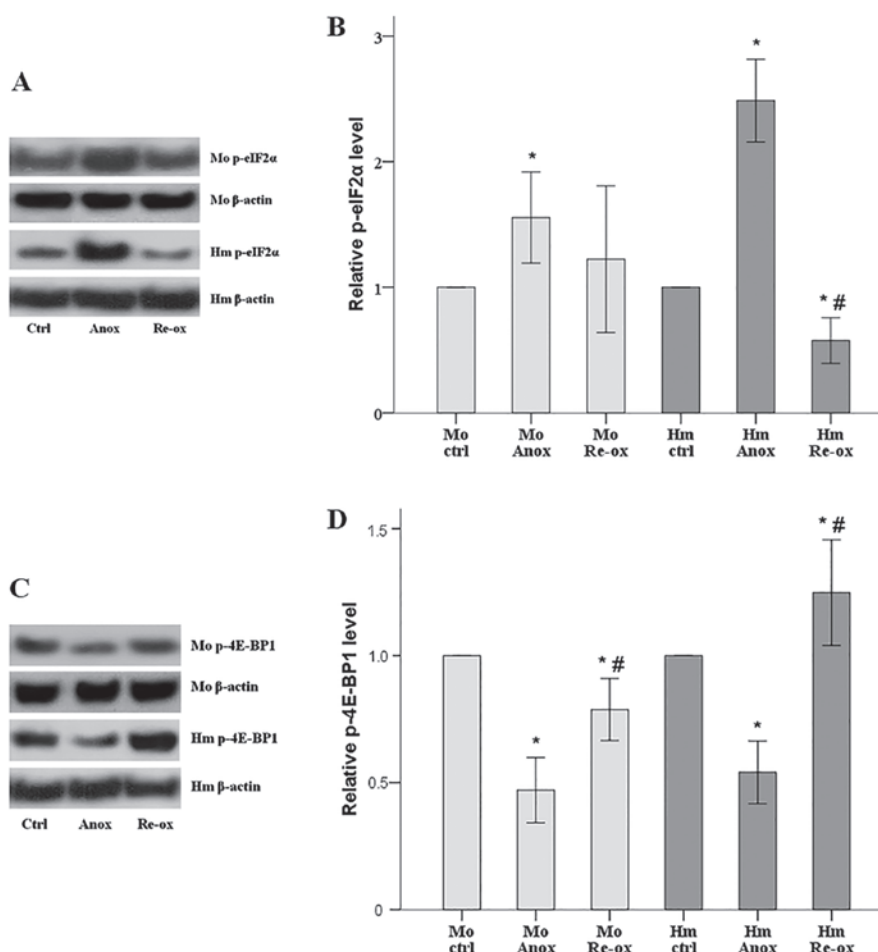 A
Mo p-eIF2α
Mo β-actin
Hm p-eIF2α
Hm β-actin
Ctrl Anox Re-ox
B
Relative p-eIF2α level
3
2
1
0
*
*
* #
Mo ctrl
Mo Anox
Mo Re-ox
Hm ctrl
Hm Anox
Hm Re-ox
C
Mo p-4E-BP1
Mo β-actin
Hm p-4E-BP1
Hm β-actin
Ctrl Anox Re-ox
D
Relative p-4E-BP1 level
1.5
1.0
0.5
0
*
* #
*
* #
Mo ctrl
Mo Anox
Mo Re-ox
Hm ctrl
Hm Anox
Hm Re-ox